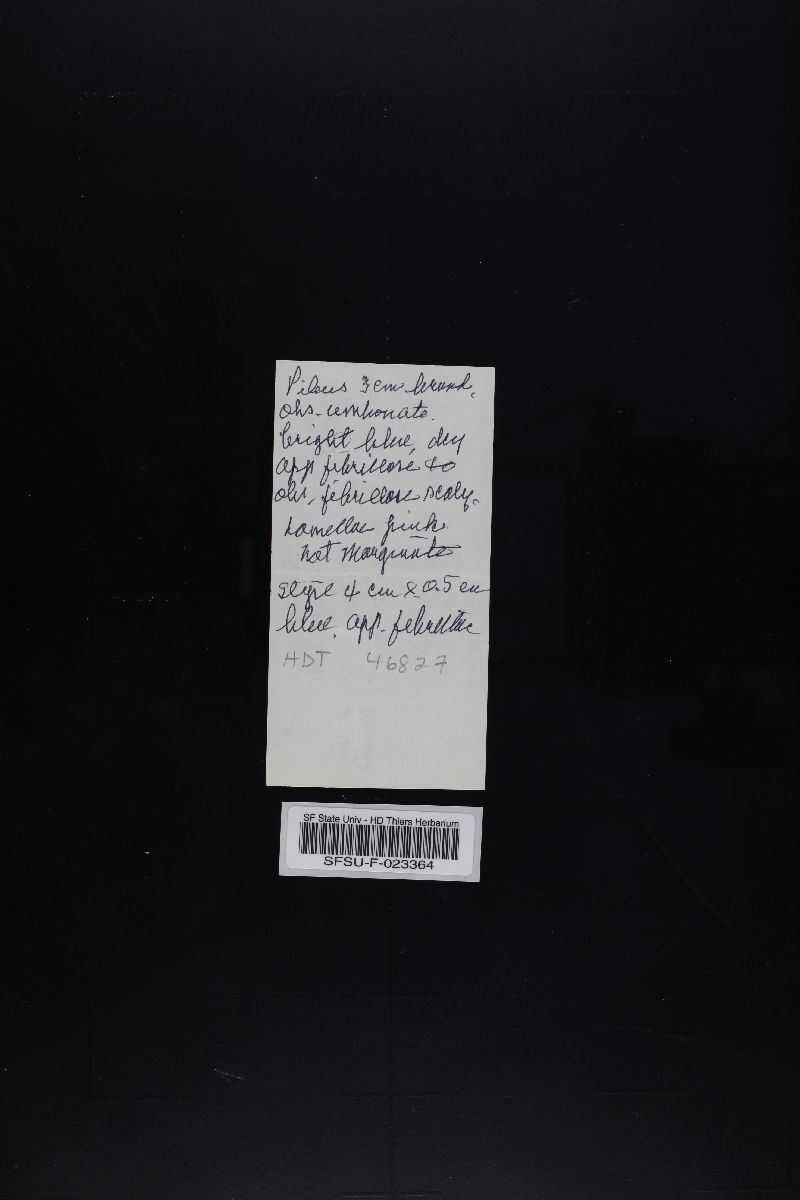 Pileus 3 cm broad,
obs. umbonate.
bright blue, dry
app fibrillose to
obs. fibrillose scaly.
Lamellae pink
not marginate
stipe 4 cm x 0.5 cm
blue, app. fibrillose
HDT 46827
SF State Univ - HD Thiers Herbarium
SFSU-F-023364